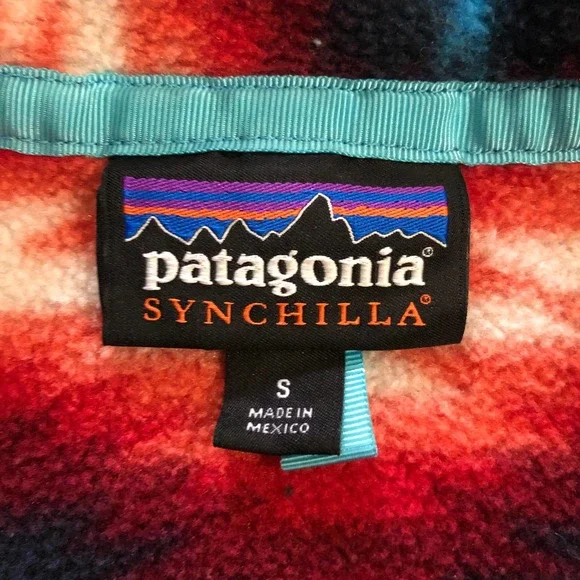 patagonia®
SYNCHILLA®
S
MADE IN
MEXICO